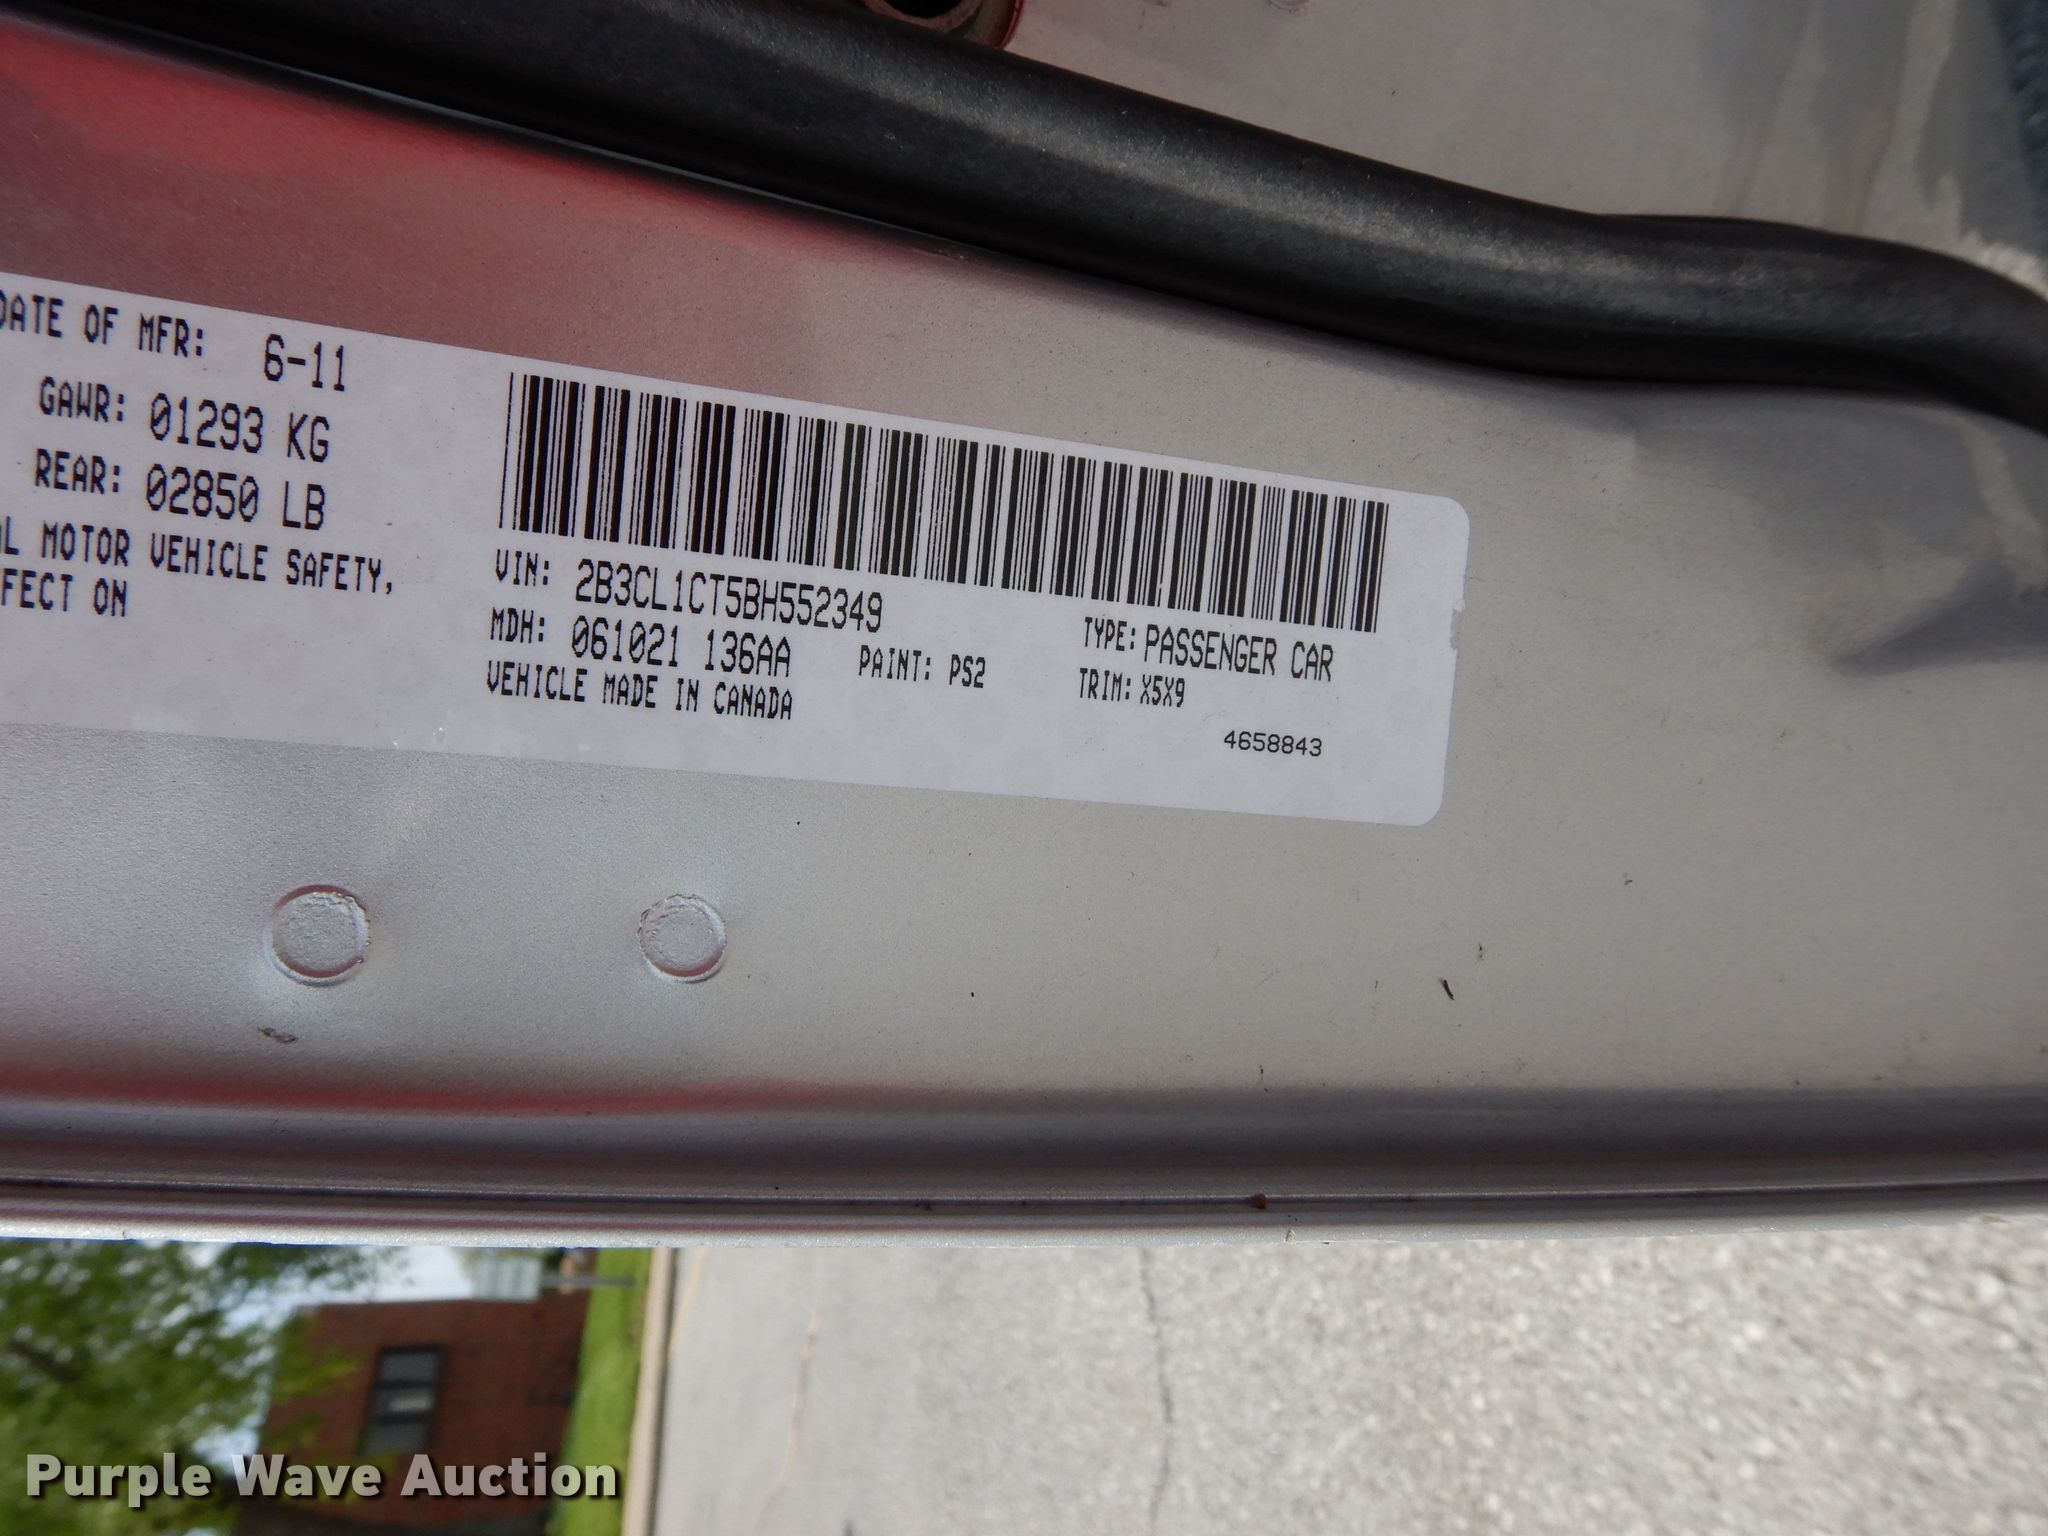 DATE OF MFR: 6-11
GAWR: 01293 KG
REAR: 02850 LB
MOTOR VEHICLE SAFETY,
ON
VIN: 2B3CL1CT5BH552349
TYPE: PASSENGER CAR
MDH: 061021 136AA
PAINT: PS2
TRIM: X5X9
VEHICLE MADE IN CANADA
4658843
Purple Wave Auction